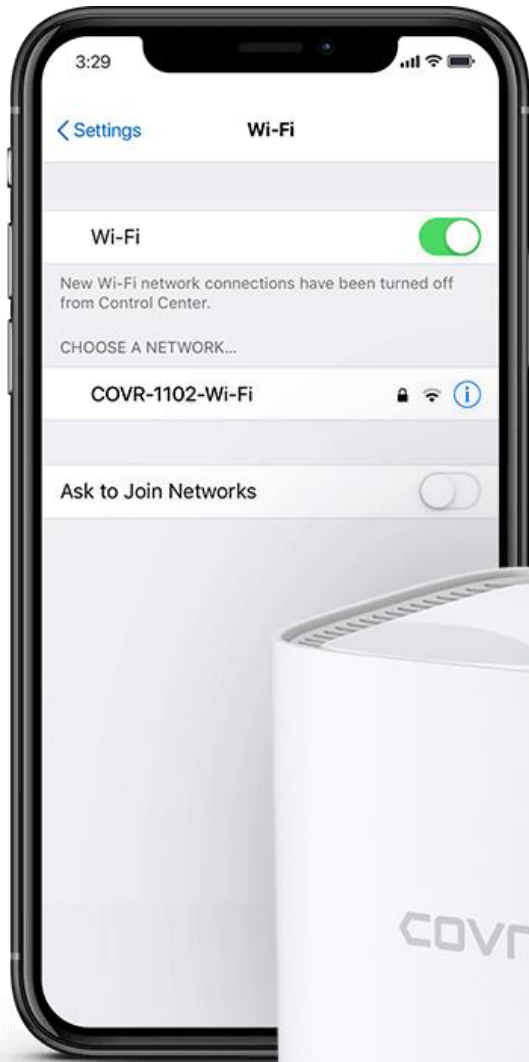 3:29
Settings
Wi-Fi
Wi-Fi
New Wi-Fi network connections have been turned off
from Control Center.
CHOOSE A NETWORK...
COVR-1102-Wi-Fi
Ask to Join Networks
COVr